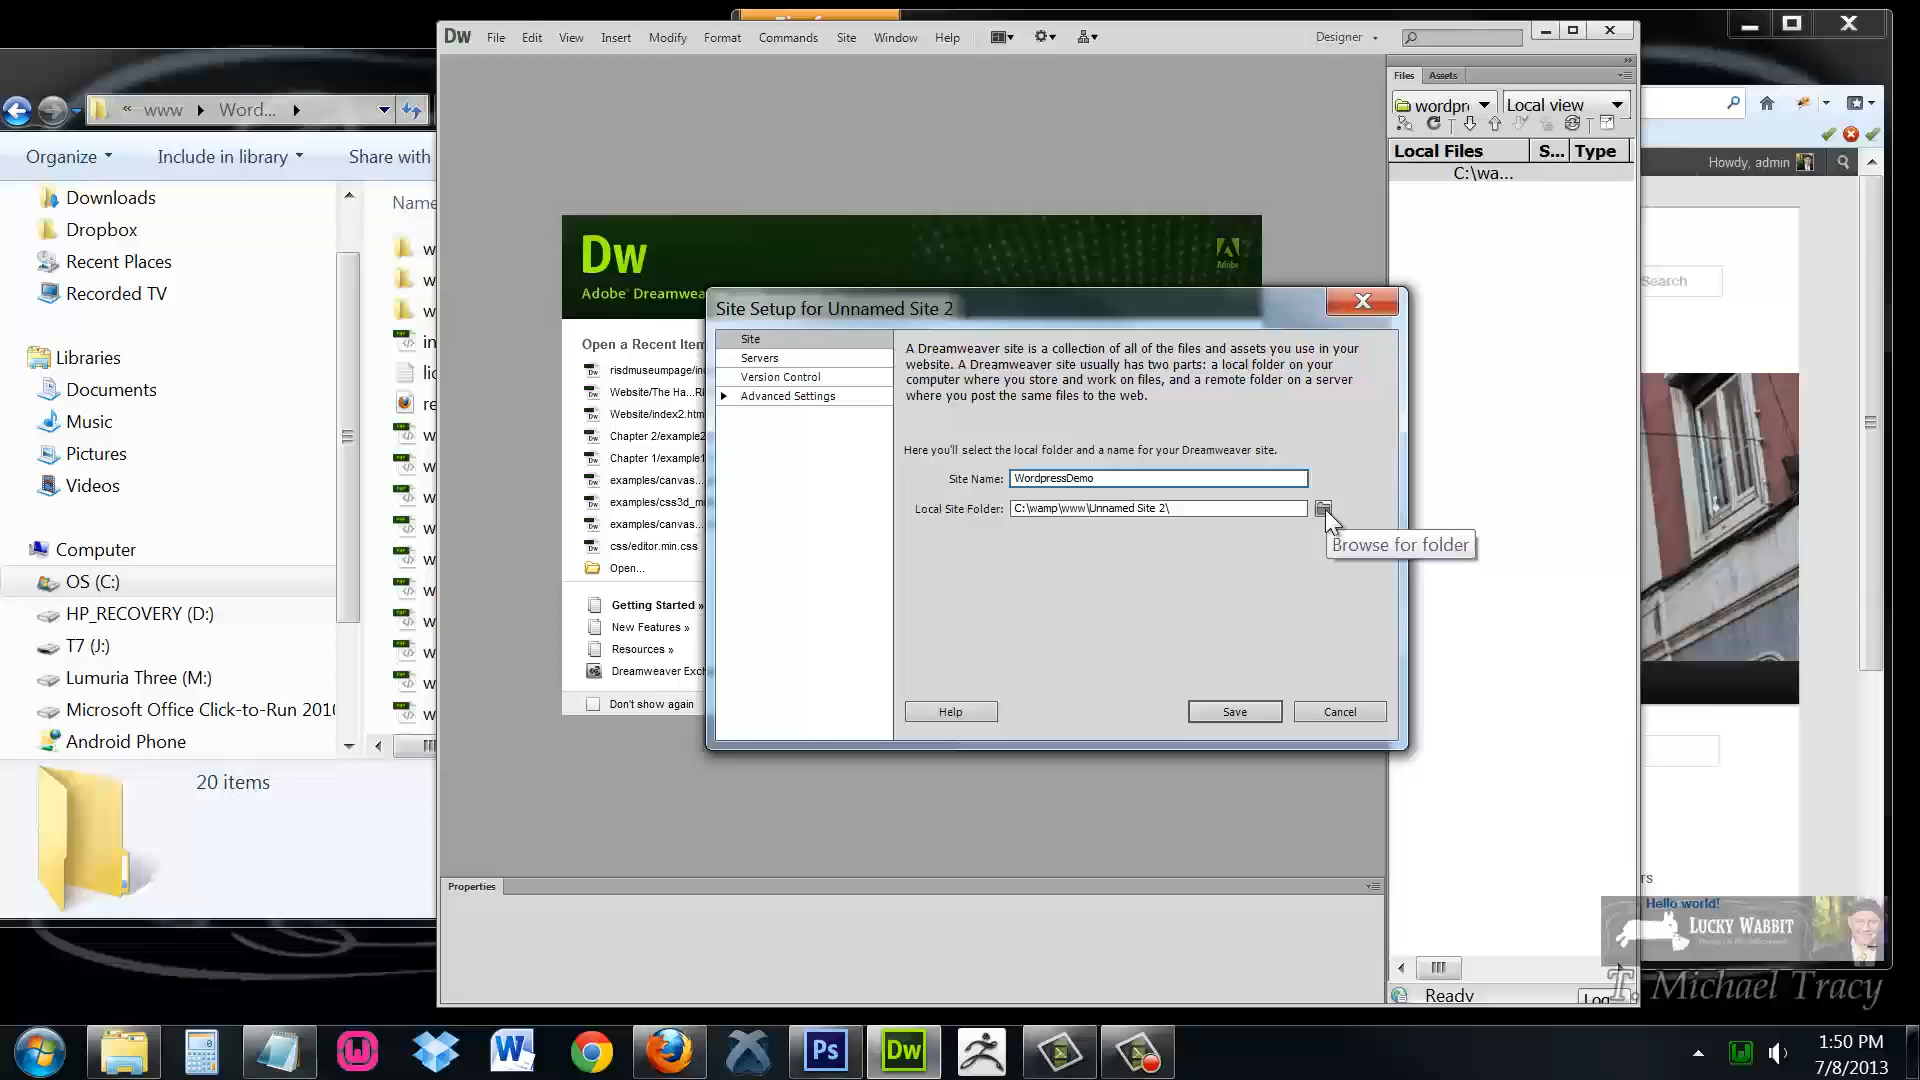 Dw File Edit View Insert Modify Format Commands Site Window Help Designer
Files Assets
wordpr Local view
Local Files S... Type
C:\wa...
www Word...
Organize Include in library Share with
Downloads
Dropbox
Recent Places
Recorded TV
Libraries
Documents
Music
Pictures
Videos
Computer
OS (C:)
HP_RECOVERY (D:)
T7 (J:)
Lumuria Three (M:)
Microsoft Office Click-to-Run 2010
Android Phone
20 items
Name
Dw
Adobe Dreamwea
Adobe
Open a Recent Item
risdmuseumpage/in
Website/The Ha...Ri
Website/index2.htm
Chapter 2/example2
Chapter 1/example1
examples/canvas...
examples/css3d_m
examples/canvas...
css/editor.min.css
Open...
Getting Started »
New Features »
Resources »
Dreamweaver Exch
Don't show again
Site Setup for Unnamed Site 2
Site
Servers
Version Control
Advanced Settings
A Dreamweaver site is a collection of all of the files and assets you use in your
website. A Dreamweaver site usually has two parts: a local folder on your
computer where you store and work on files, and a remote folder on a server
where you post the same files to the web.
Here you'll select the local folder and a name for your Dreamweaver site.
Site Name: WordpressDemo
Local Site Folder: C:\wamp\www\Unnamed Site 2\
Browse for folder
Help Save Cancel
Properties
Ready Log
Howdy, admin
Search
Hello world!
LUCKY WABBIT
T. Michael Tracy
W Ps Dw
1:50 PM
7/8/2013